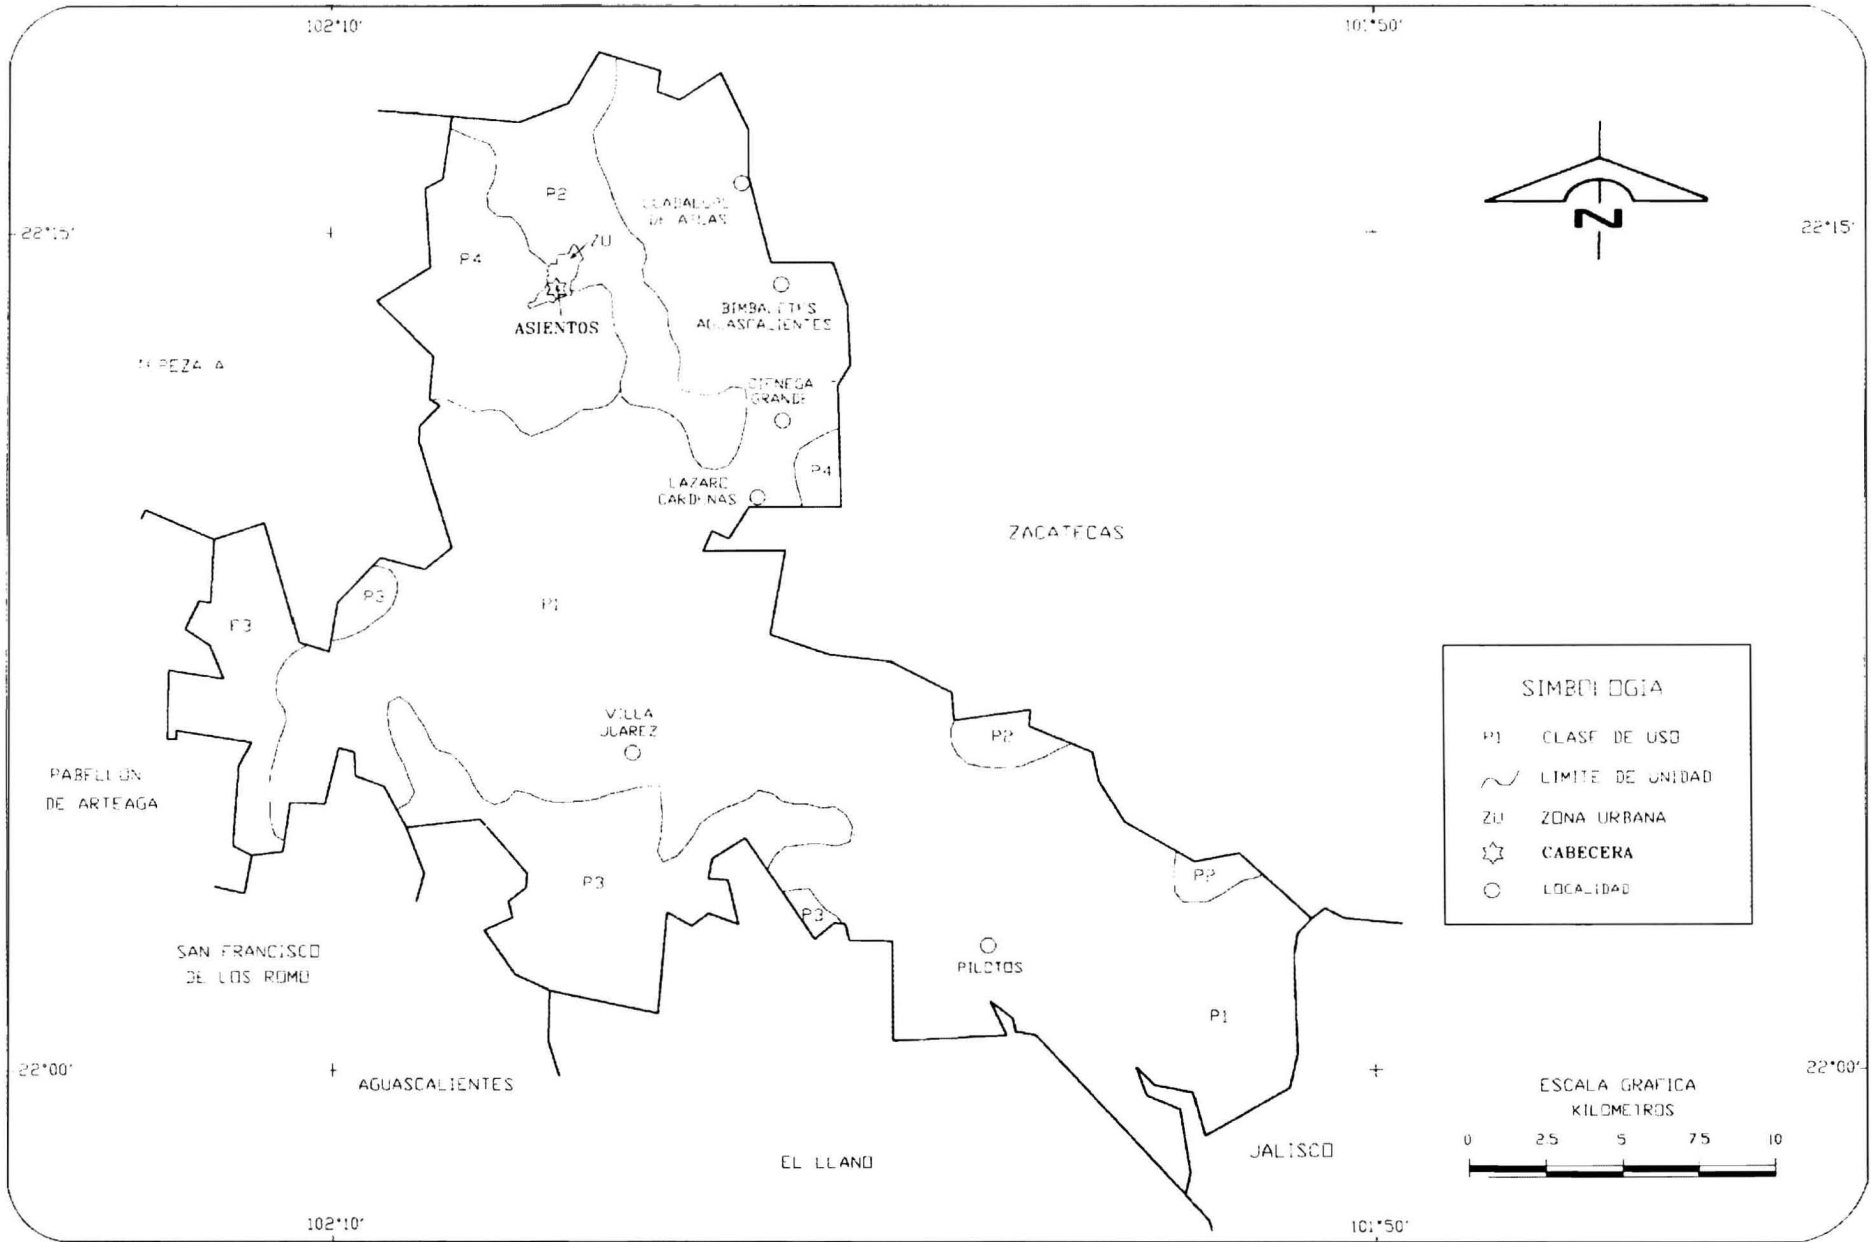 102°10'
101°50'
P2
DE
22°15'
22°15'
ZU
P4
N
BIMBALETES
AGUASCALIENTES
ASIENTOS
CIENEGA
GRANDE
P4
LAZARO
CARDENAS
ZACATECAS
P3
P1
P3
SIMBOLOGIA
VILLA
JUAREZ
P2
P1 CLASE DE USO
PABELLON
DE ARTEAGA
LIMITE DE UNIDAD
ZU ZONA URBANA
CABECERA
P3
P2
LOCALIDAD
P3
SAN FRANCISCO
DE LOS ROMO
PILOTOS
P1
22°00'
AGUASCALIENTES
22°00'
ESCALA GRAFICA
KILOMETROS
0 2.5 5 7.5 10
EL LLANO
JALISCO
102°10'
101°50'